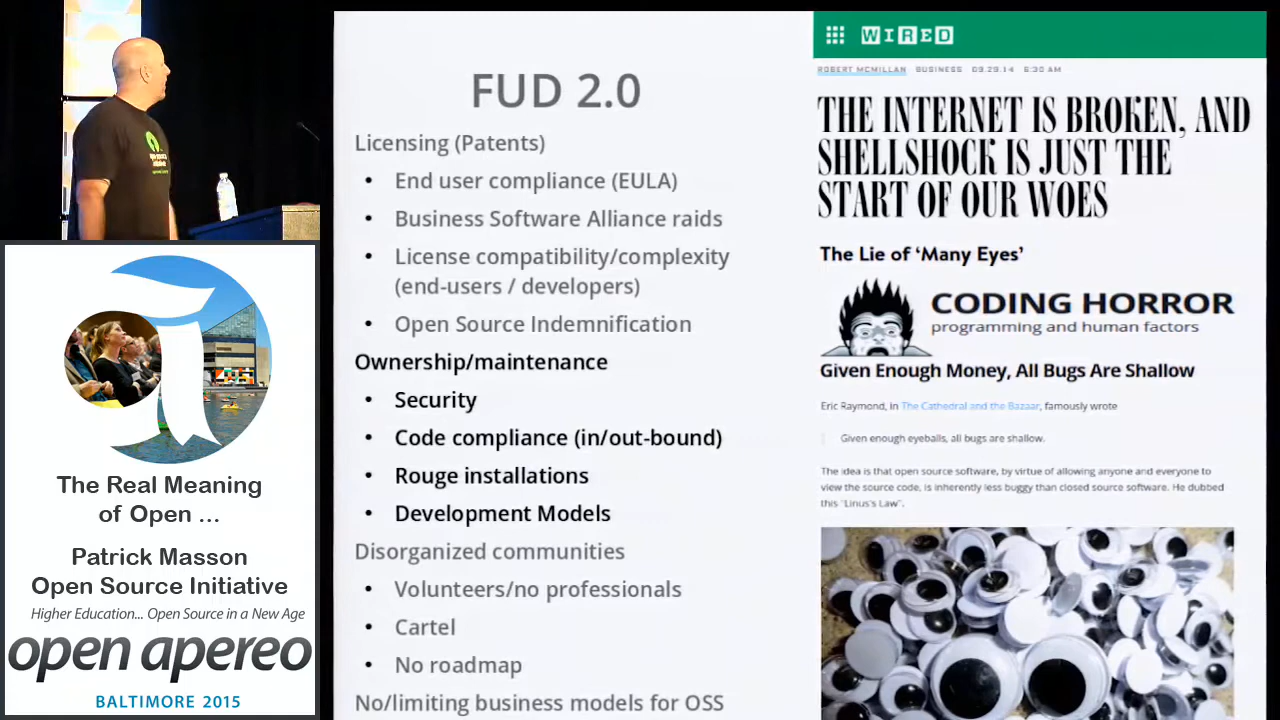 open source
initiative
The Real Meaning
of Open ...
Patrick Masson
Open Source Initiative
Higher Education... Open Source in a New Age
open apereo
BALTIMORE 2015
FUD 2.0
Licensing (Patents)
• End user compliance (EULA)
• Business Software Alliance raids
• License compatibility/complexity
(end-users / developers)
• Open Source Indemnification
Ownership/maintenance
• Security
• Code compliance (in/out-bound)
• Rouge installations
• Development Models
Disorganized communities
• Volunteers/no professionals
• Cartel
• No roadmap
No/limiting business models for OSS
WIRED
ROBERT MCMILLAN BUSINESS 09.29.14 6:30 AM
THE INTERNET IS BROKEN, AND
SHELLSHOCK IS JUST THE
START OF OUR WOES
The Lie of ‘Many Eyes’
CODING HORROR
programming and human factors
Given Enough Money, All Bugs Are Shallow
Eric Raymond, in The Cathedral and the Bazaar, famously wrote
Given enough eyeballs, all bugs are shallow.
The idea is that open source software, by virtue of allowing anyone and everyone to
view the source code, is inherently less buggy than closed source software. He dubbed
this "Linus's Law".